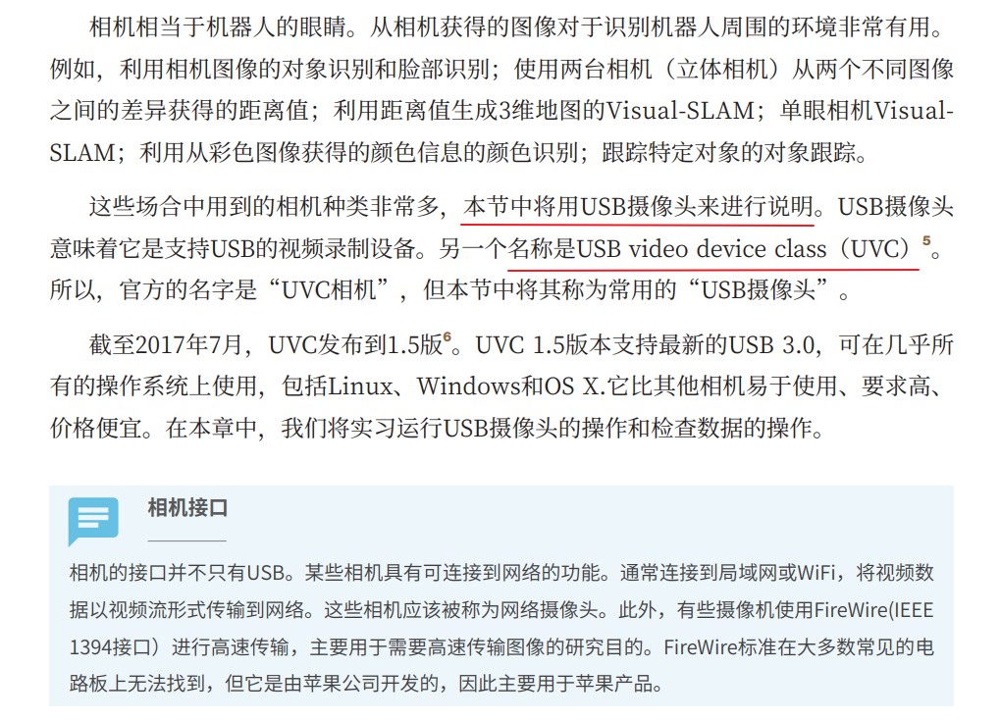 相机相当于机器人的眼睛。从相机获得的图像对于识别机器人周围的环境非常有用。
例如，利用相机图像的对象识别和脸部识别；使用两台相机（立体相机）从两个不同图像
之间的差异获得的距离值；利用距离值生成3维地图的Visual-SLAM；单眼相机Visual-
SLAM；利用从彩色图像获得的颜色信息的颜色识别；跟踪特定对象的对象跟踪。
这些场合中用到的相机种类非常多，本节中将用USB摄像头来进行说明。USB摄像头
意味着它是支持USB的视频录制设备。另一个名称是USB video device class（UVC）5。
所以，官方的名字是“UVC相机”，但本节中将其称为常用的“USB摄像头”。
截至2017年7月，UVC发布到1.5版6。UVC 1.5版本支持最新的USB 3.0，可在几乎所
有的操作系统上使用，包括Linux、Windows和OS X.它比其他相机易于使用、要求高、
价格便宜。在本章中，我们将实习运行USB摄像头的操作和检查数据的操作。
相机接口
相机的接口并不只有USB。某些相机具有可连接到网络的功能。通常连接到局域网或WiFi，将视频数
据以视频流形式传输到网络。这些相机应该被称为网络摄像头。此外，有些摄像机使用FireWire(IEEE
1394接口）进行高速传输，主要用于需要高速传输图像的研究目的。FireWire标准在大多数常见的电
路板上无法找到，但它是由苹果公司开发的，因此主要用于苹果产品。